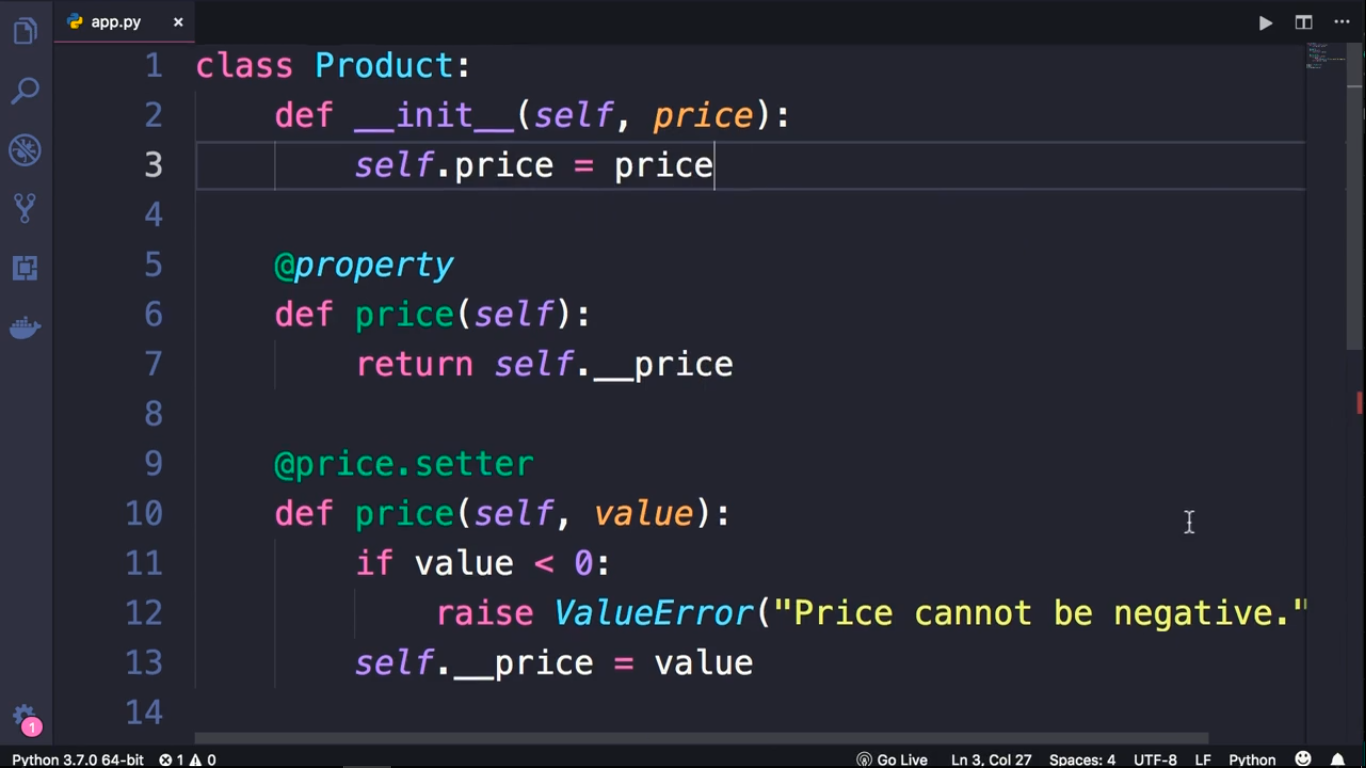 app.py
1 class Product:
2 def __init__(self, price):
3 self.price = price
4
5 @property
6 def price(self):
7 return self.__price
8
9 @price.setter
10 def price(self, value):
11 if value < 0:
12 raise ValueError("Price cannot be negative."
13 self.__price = value
14
1
Python 3.7.0 64-bit 1 0 Go Live Ln 3, Col 27 Spaces: 4 UTF-8 LF Python